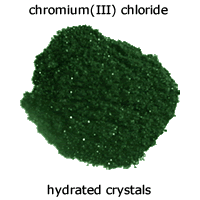 chromium(III) chloride
hydrated crystals